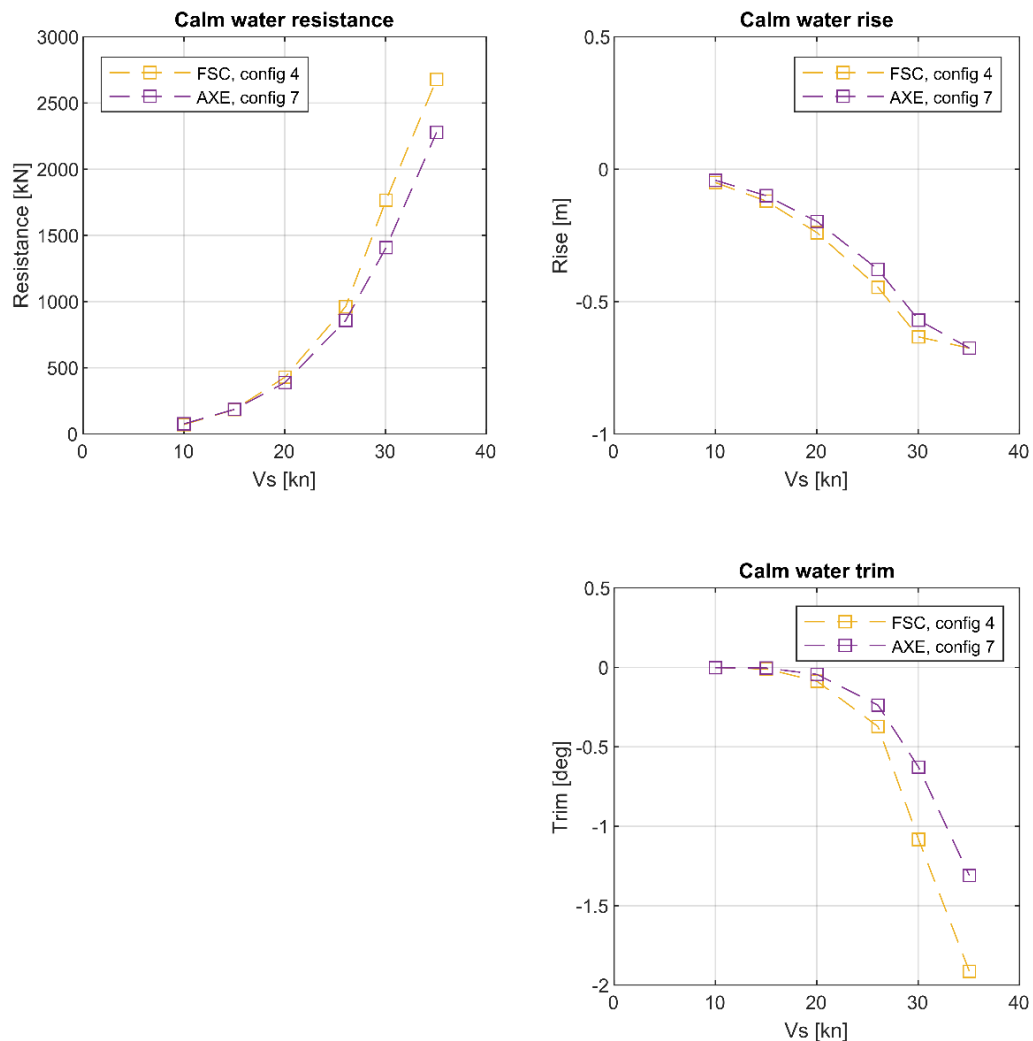 Calm water resistance
3000
2500
2000
1500
1000
500
0
Resistance [kN]
FSC, config 4
AXE, config 7
0 10 20 30 40
Vs [kn]
Calm water rise
0.5
0
-0.5
-1
Rise [m]
FSC, config 4
AXE, config 7
0 10 20 30 40
Vs [kn]
Calm water trim
0.5
0
-0.5
-1
-1.5
-2
Trim [deg]
FSC, config 4
AXE, config 7
0 10 20 30 40
Vs [kn]